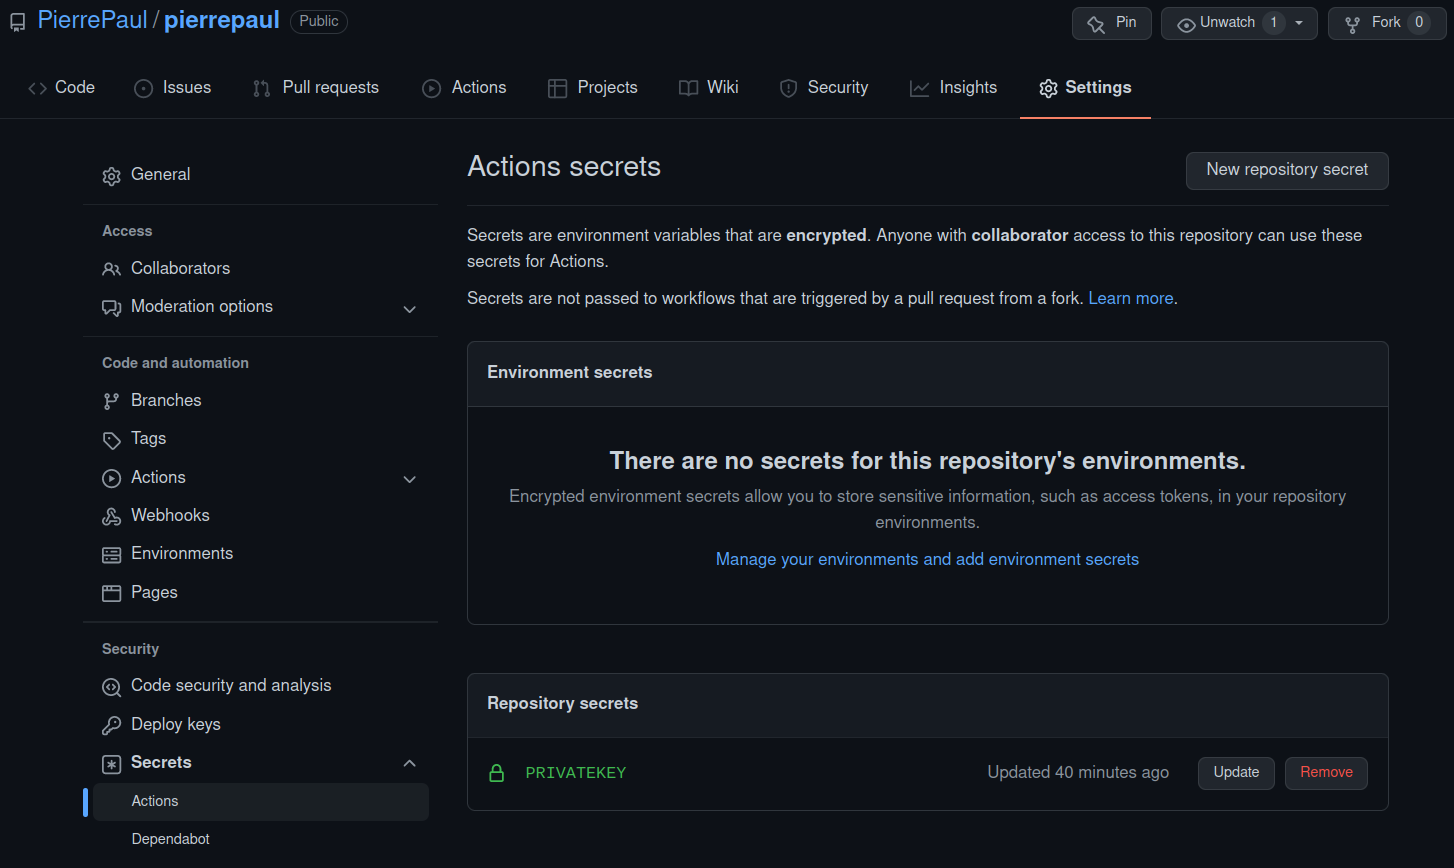 PierrePaul / pierrepaul Public Pin Unwatch 1 Fork 0
Code Issues Pull requests Actions Projects Wiki Security Insights Settings
General
Access
Collaborators
Moderation options
Code and automation
Branches
Tags
Actions
Webhooks
Environments
Pages
Security
Code security and analysis
Deploy keys
Secrets
Actions
Dependabot
Actions secrets
New repository secret
Secrets are environment variables that are encrypted. Anyone with collaborator access to this repository can use these
secrets for Actions.
Secrets are not passed to workflows that are triggered by a pull request from a fork. Learn more.
Environment secrets
There are no secrets for this repository's environments.
Encrypted environment secrets allow you to store sensitive information, such as access tokens, in your repository
environments.
Manage your environments and add environment secrets
Repository secrets
PRIVATEKEY Updated 40 minutes ago Update Remove